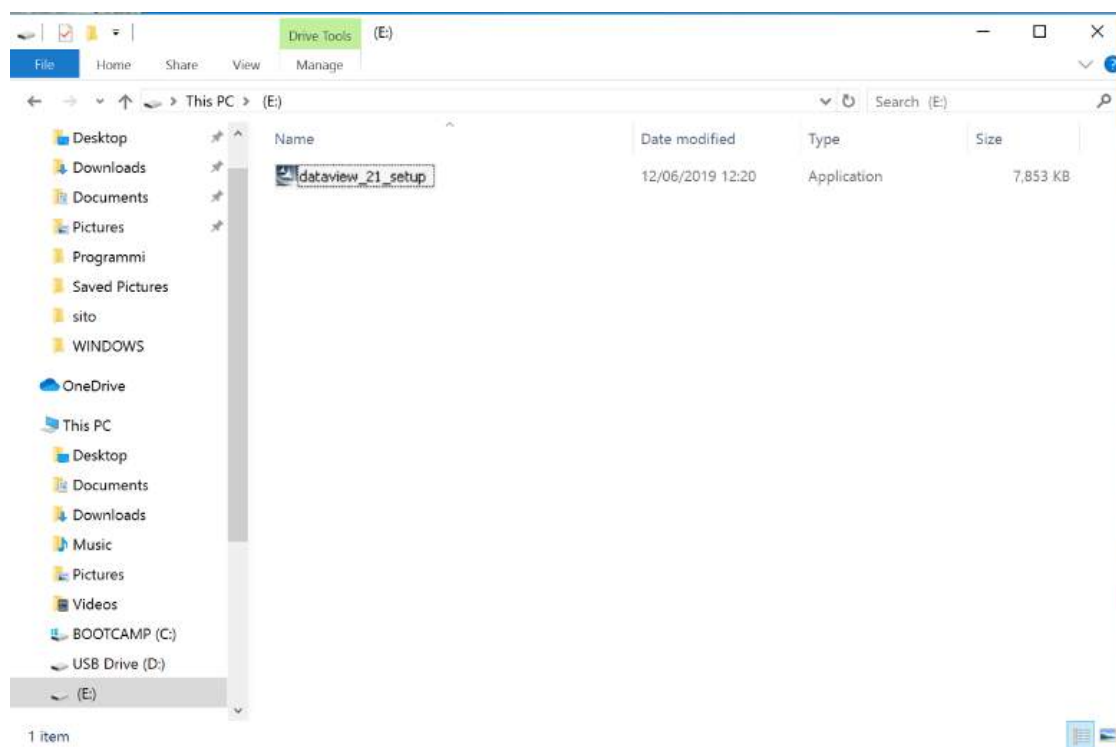 Drive Tools (E:)
File Home Share View Manage
This PC > (E:) Search (E:)
Name Date modified Type Size
dataview_21_setup 12/06/2019 12:20 Application 7,853 KB
Desktop
Downloads
Documents
Pictures
Programmi
Saved Pictures
sito
WINDOWS
OneDrive
This PC
Desktop
Documents
Downloads
Music
Pictures
Videos
BOOTCAMP (C:)
USB Drive (D:)
(E:)
1 item